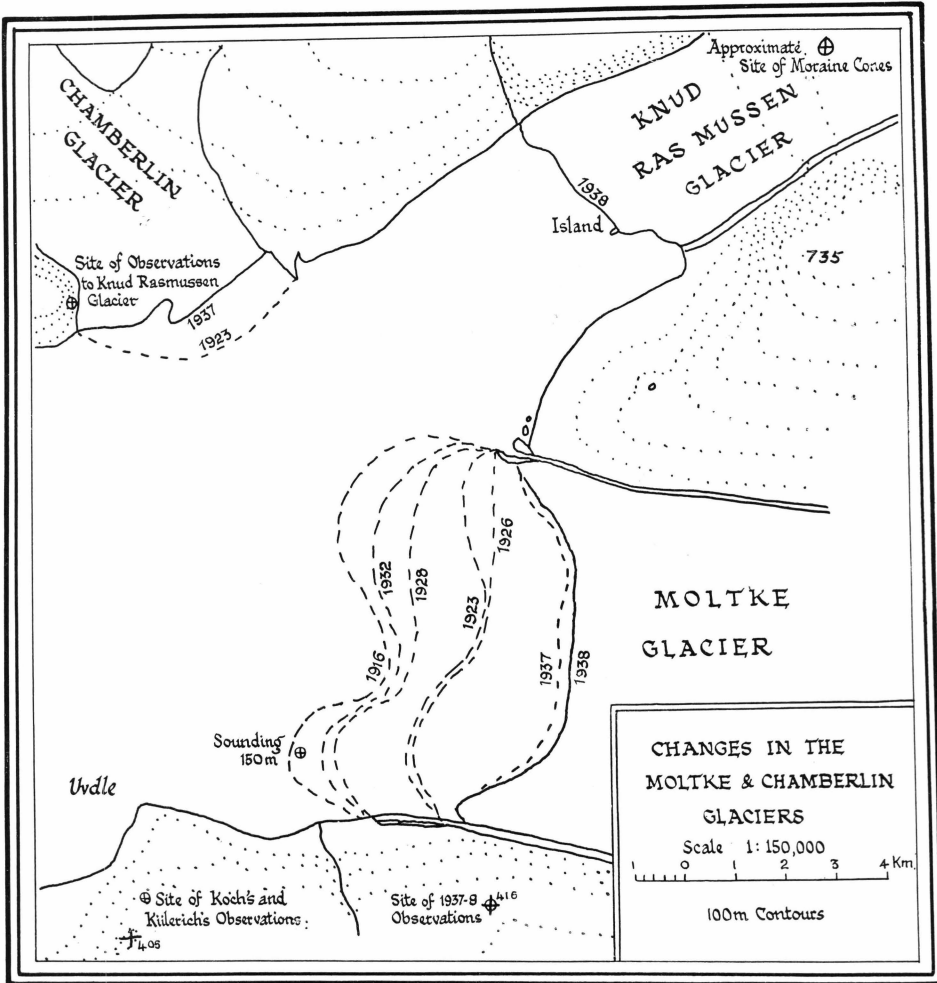 Approximate
Site of Moraine Cones
CHAMBERLIN
GLACIER
KNUD
RAS MUSSEN
GLACIER
1938
Island
735
Site of Observations
to Knud Rasmussen
Glacier
1937
1923
1926
1932
1928
1923
1916
1937
1938
MOLTKE
GLACIER
Sounding
150m
Uvdle
CHANGES IN THE
MOLTKE & CHAMBERLIN
GLACIERS
Scale 1:150,000
1 0 1 2 3 4 Km
100m Contours
Site of Koch's and
Kiilerich's Observations
405
Site of 1937-8
Observations
416